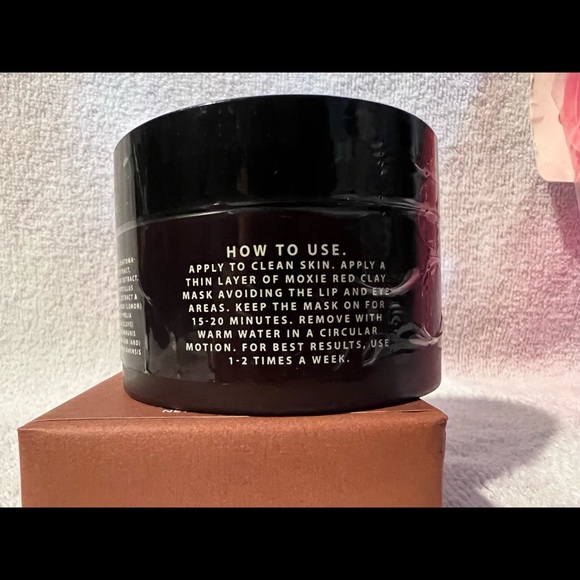 HOW TO USE.
APPLY TO CLEAN SKIN. APPLY A
THIN LAYER OF MOXIE RED CLAY
MASK AVOIDING THE LIP AND EYE
AREAS. KEEP THE MASK ON FOR
15-20 MINUTES. REMOVE WITH
WARM WATER IN A CIRCULAR
MOTION. FOR BEST RESULTS, USE
1-2 TIMES A WEEK.